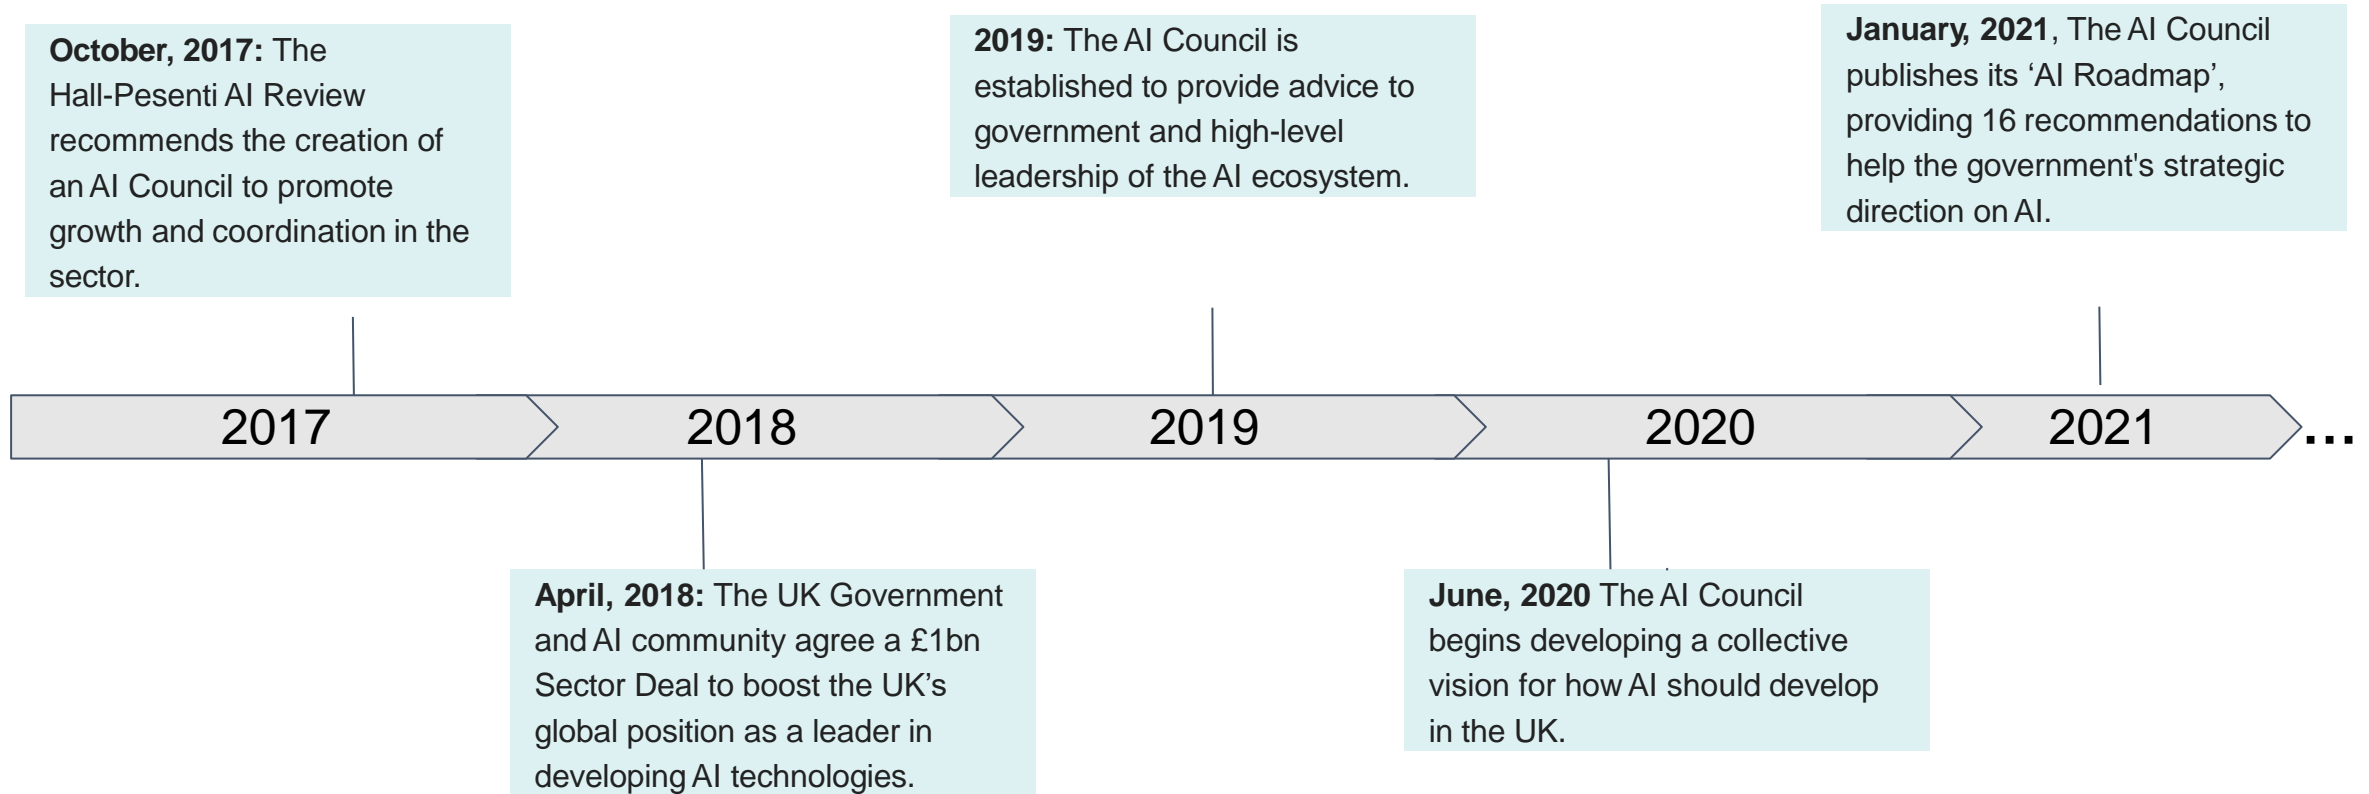 October, 2017: The
Hall-Pesenti AI Review
recommends the creation of
an AI Council to promote
growth and coordination in the
sector.
2019: The AI Council is
established to provide advice to
government and high-level
leadership of the AI ecosystem.
January, 2021, The AI Council
publishes its ‘AI Roadmap’,
providing 16 recommendations to
help the government's strategic
direction on AI.
2017
2018
2019
2020
2021
...
April, 2018: The UK Government
and AI community agree a £1bn
Sector Deal to boost the UK’s
global position as a leader in
developing AI technologies.
June, 2020 The AI Council
begins developing a collective
vision for how AI should develop
in the UK.